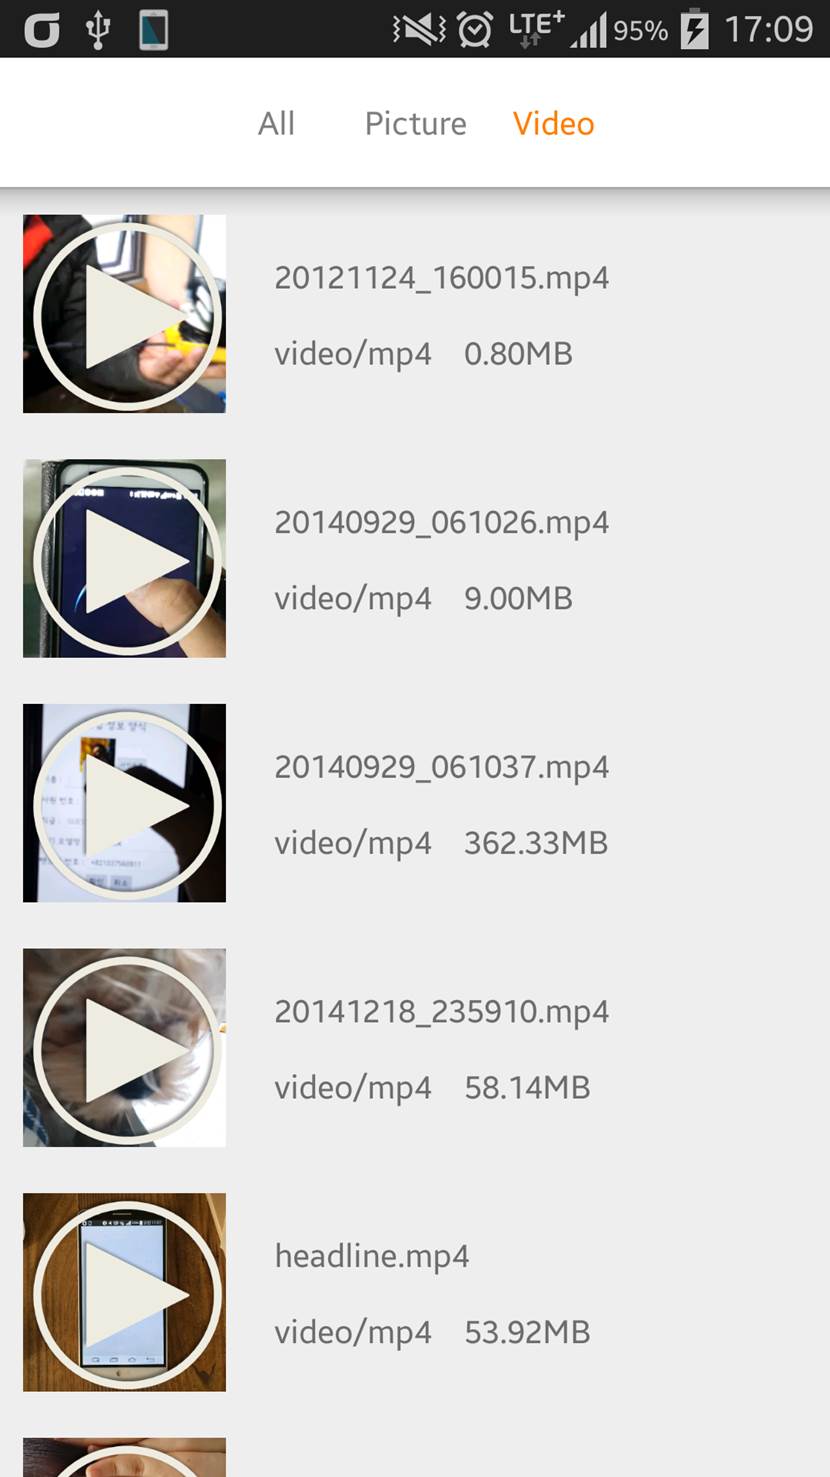 LTE+ 95% 17:09
All Picture Video
20121124_160015.mp4
video/mp4 0.80MB
20140929_061026.mp4
video/mp4 9.00MB
20140929_061037.mp4
video/mp4 362.33MB
20141218_235910.mp4
video/mp4 58.14MB
headline.mp4
video/mp4 53.92MB